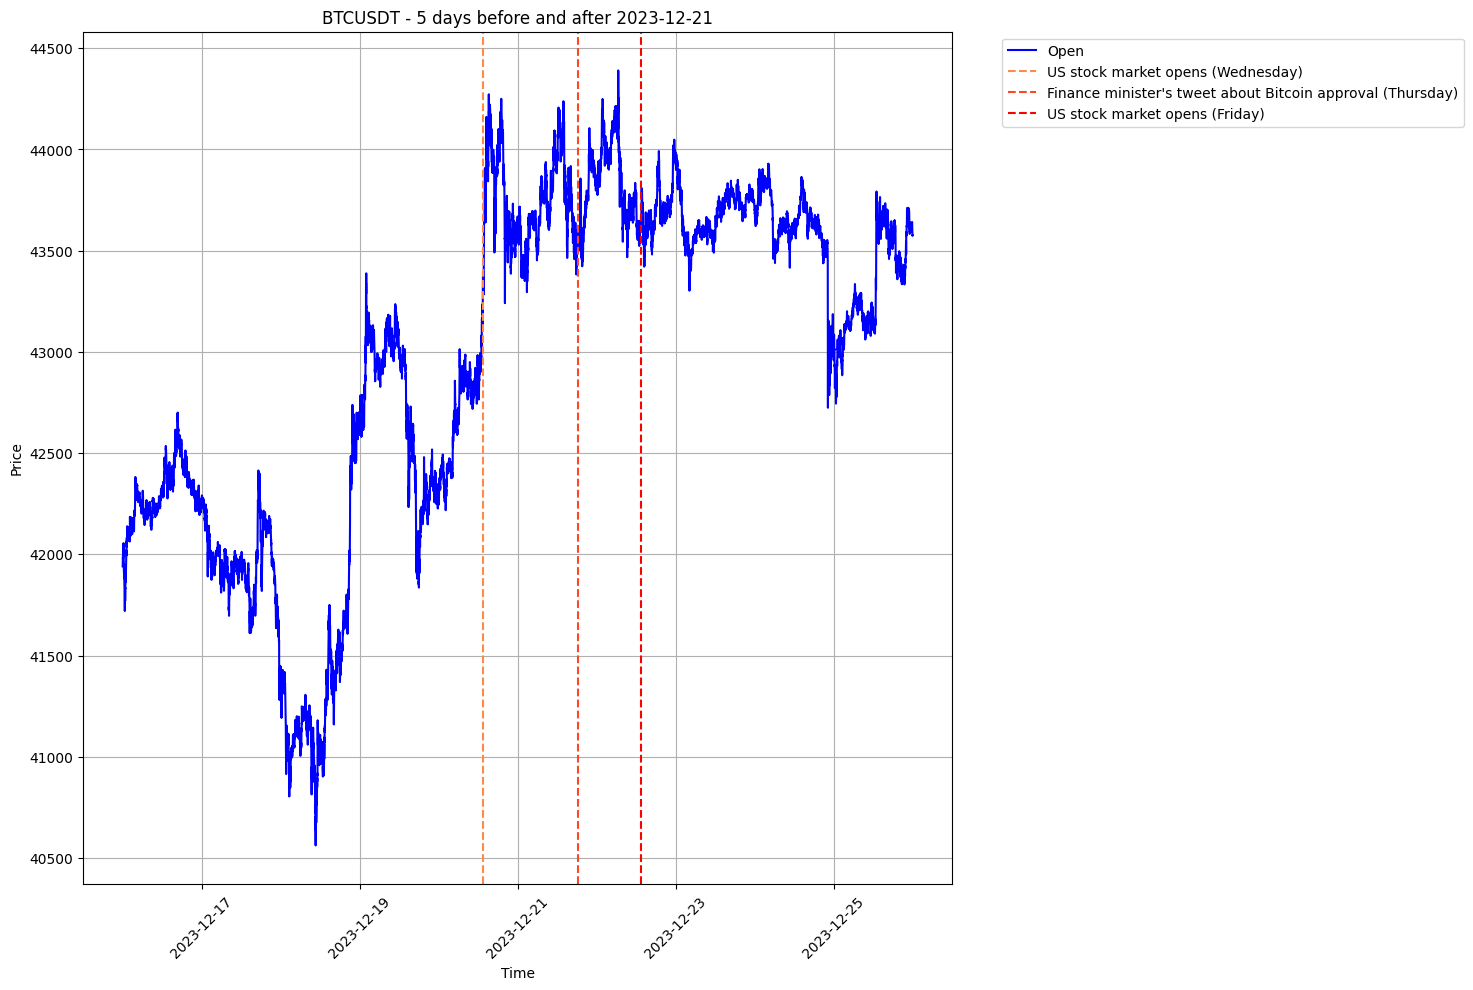 BTCUSDT - 5 days before and after 2023-12-21
Open
US stock market opens (Wednesday)
Finance minister's tweet about Bitcoin approval (Thursday)
US stock market opens (Friday)
Price
44500
44000
43500
43000
42500
42000
41500
41000
40500
2023-12-17
2023-12-19
2023-12-21
2023-12-23
2023-12-25
Time